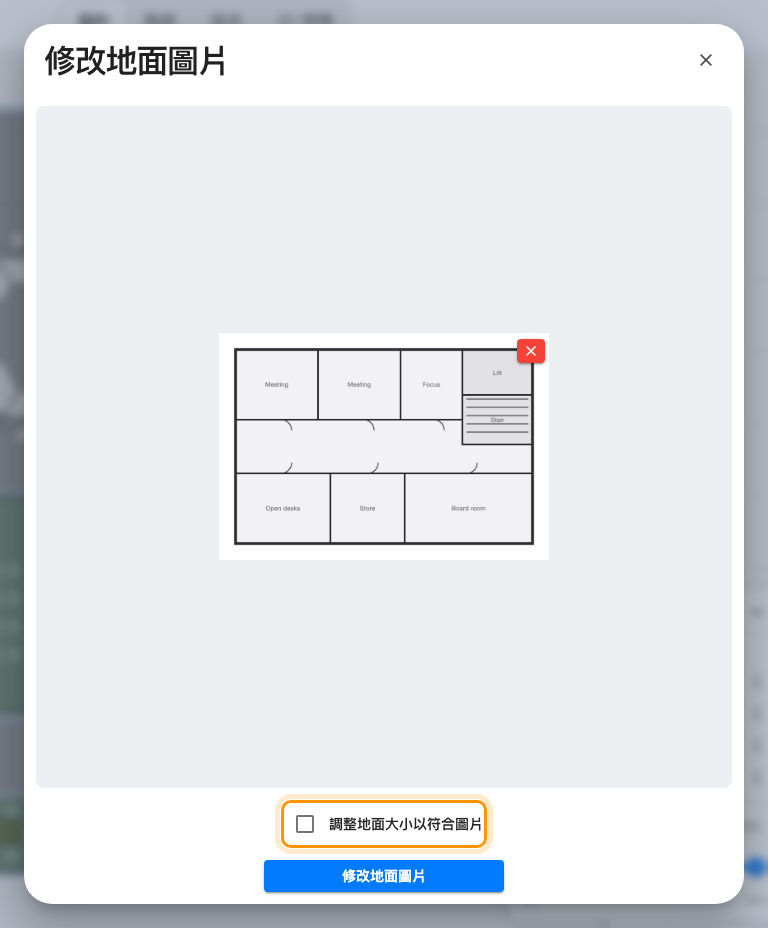 修改地面圖片
Meeting
Meeting
Focus
Lift
Stair
Open desks
Store
Board room
調整地面大小以符合圖片
修改地面圖片